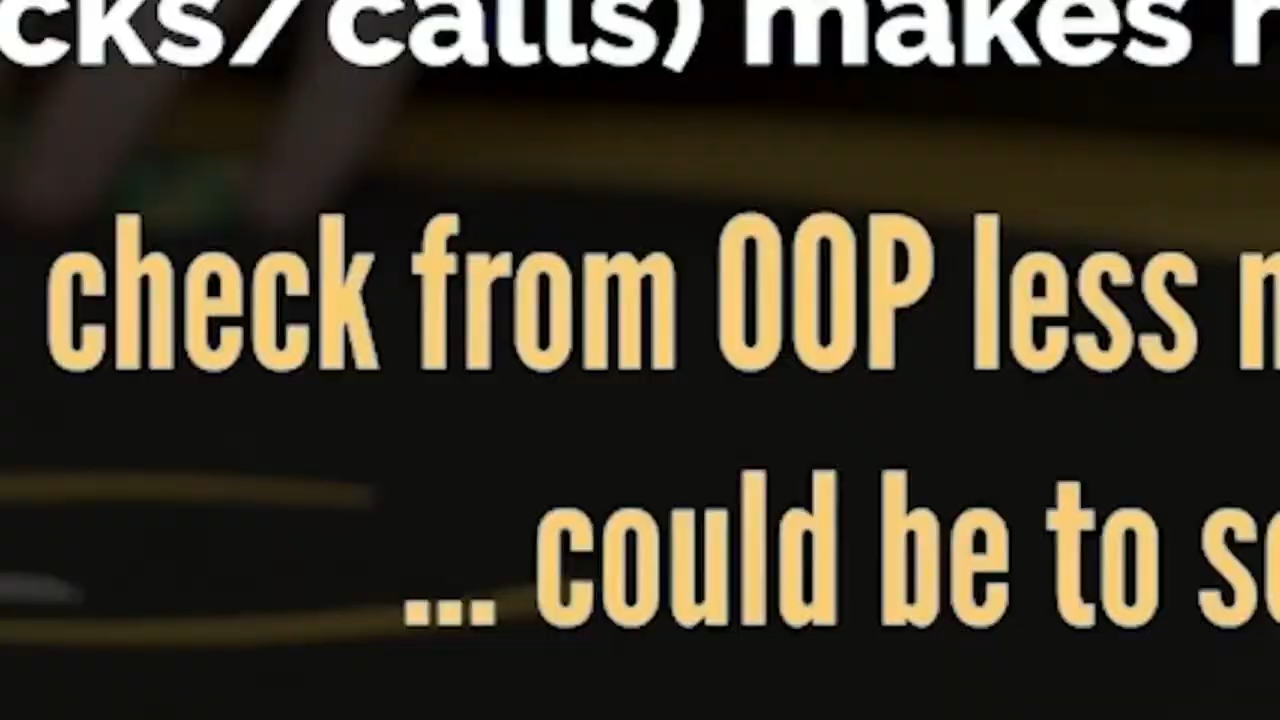 cks/calls) makes
check from OOP less
... could be to